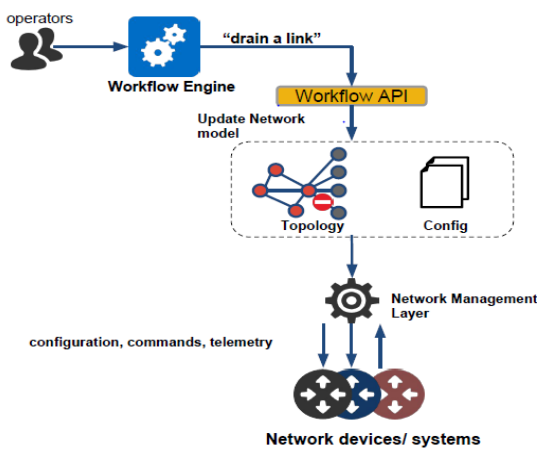 operators
“drain a link”
Workflow Engine
Workflow API
Update Network
model
Topology
Config
Network Management
Layer
configuration, commands, telemetry
Network devices/ systems